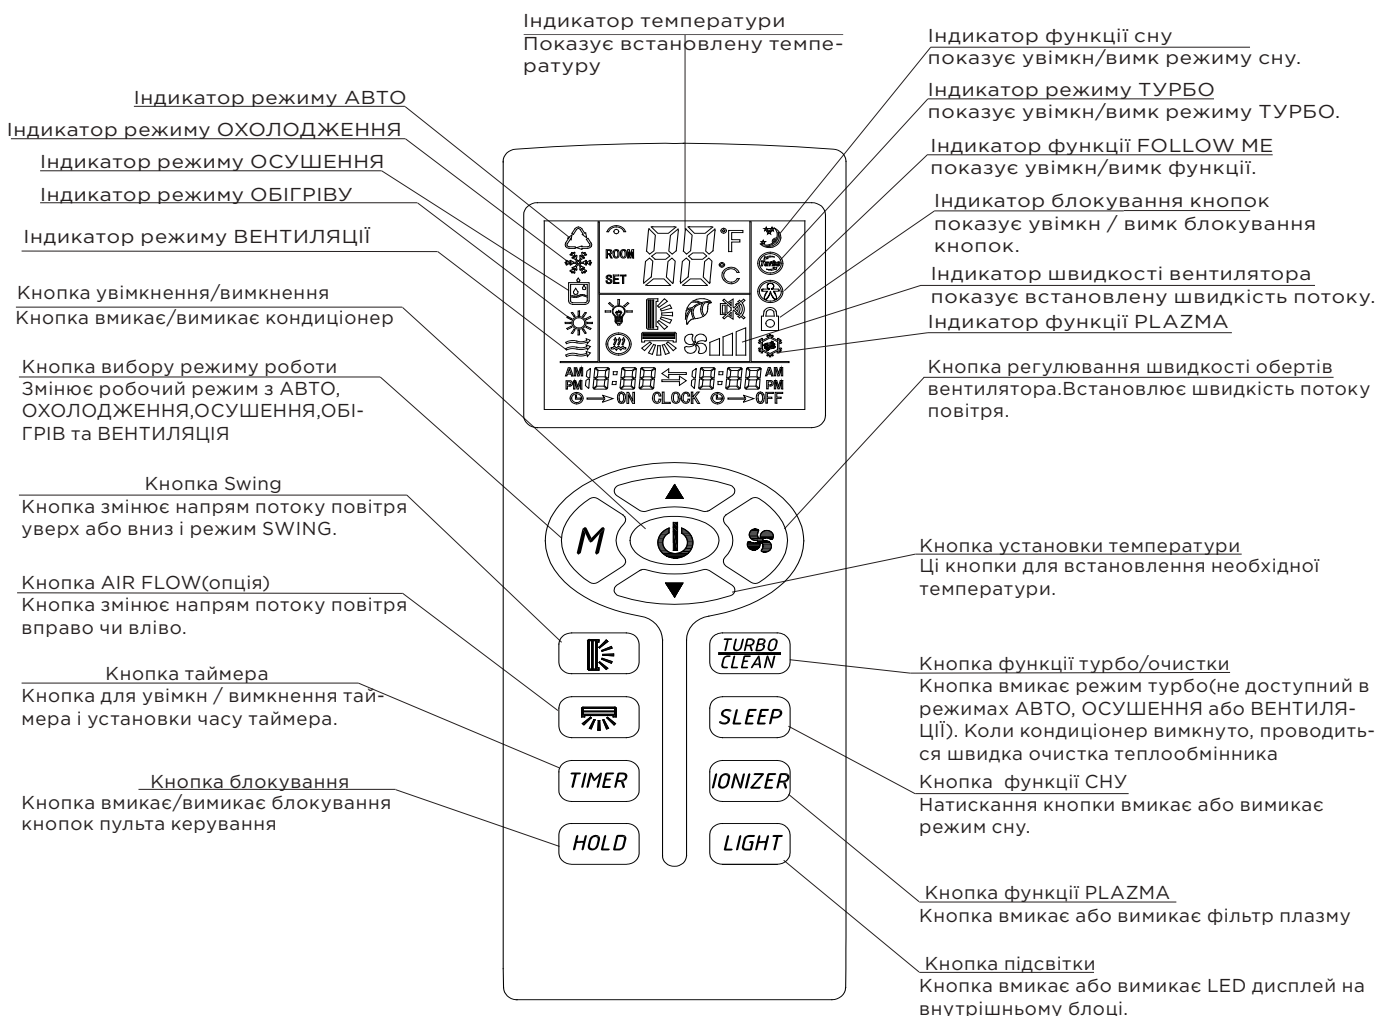 Індикатор температури
Показує встановлену темпе-
ратуру
Індикатор режиму АВТО
Індикатор режиму ОХОЛОДЖЕННЯ
Індикатор режиму ОСУШЕННЯ
Індикатор режиму ОБІГРІВУ
Індикатор режиму ВЕНТИЛЯЦІЇ
Кнопка увімкнення/вимкнення
Кнопка вмикає/вимикає кондиціонер
Кнопка вибору режиму роботи
Змінює робочий режим з АВТО,
ОХОЛОДЖЕННЯ,ОСУШЕННЯ,ОБІ-
ГРІВ та ВЕНТИЛЯЦІЯ
Кнопка Swing
Кнопка змінює напрям потоку повітря
уверх або вниз і режим SWING.
Кнопка AIR FLOW(опція)
Кнопка змінює напрям потоку повітря
вправо чи вліво.
Кнопка таймера
Кнопка для увімкн / вимкнення тай-
мера і установки часу таймера.
Кнопка блокування
Кнопка вмикає/вимикає блокування
кнопок пульта керування
ROOM
SET
88 °F
°C
Turbo
AM 18:88 18:88 AM
PM PM
ON CLOCK OFF
M
TURBO
CLEAN
SLEEP
TIMER
IONIZER
HOLD
LIGHT
Індикатор функції сну
показує увімкн/вимк режиму сну.
Індикатор режиму ТУРБО
показує увімкн/вимк режиму ТУРБО.
Індикатор функції FOLLOW ME
показує увімкн/вимк функції.
Індикатор блокування кнопок
показує увімкн / вимк блокування
кнопок.
Індикатор швидкості вентилятора
показує встановлену швидкість потоку.
Індикатор функції PLAZMA
Кнопка регулювання швидкості обертів
вентилятора.Встановлює швидкість потоку
повітря.
Кнопка установки температури
Ці кнопки для встановлення необхідної
температури.
Кнопка функції турбо/очистки
Кнопка вмикає режим турбо(не доступний в
режимах АВТО, ОСУШЕННЯ або ВЕНТИЛЯ-
ЦІЇ). Коли кондиціонер вимкнуто, проводить-
ся швидка очистка теплообмінника
Кнопка функції СНУ
Натискання кнопки вмикає або вимикає
режим сну.
Кнопка функції PLAZMA
Кнопка вмикає або вимикає фільтр плазму
Кнопка підсвітки
Кнопка вмикає або вимикає LED дисплей на
внутрішньому блоці.